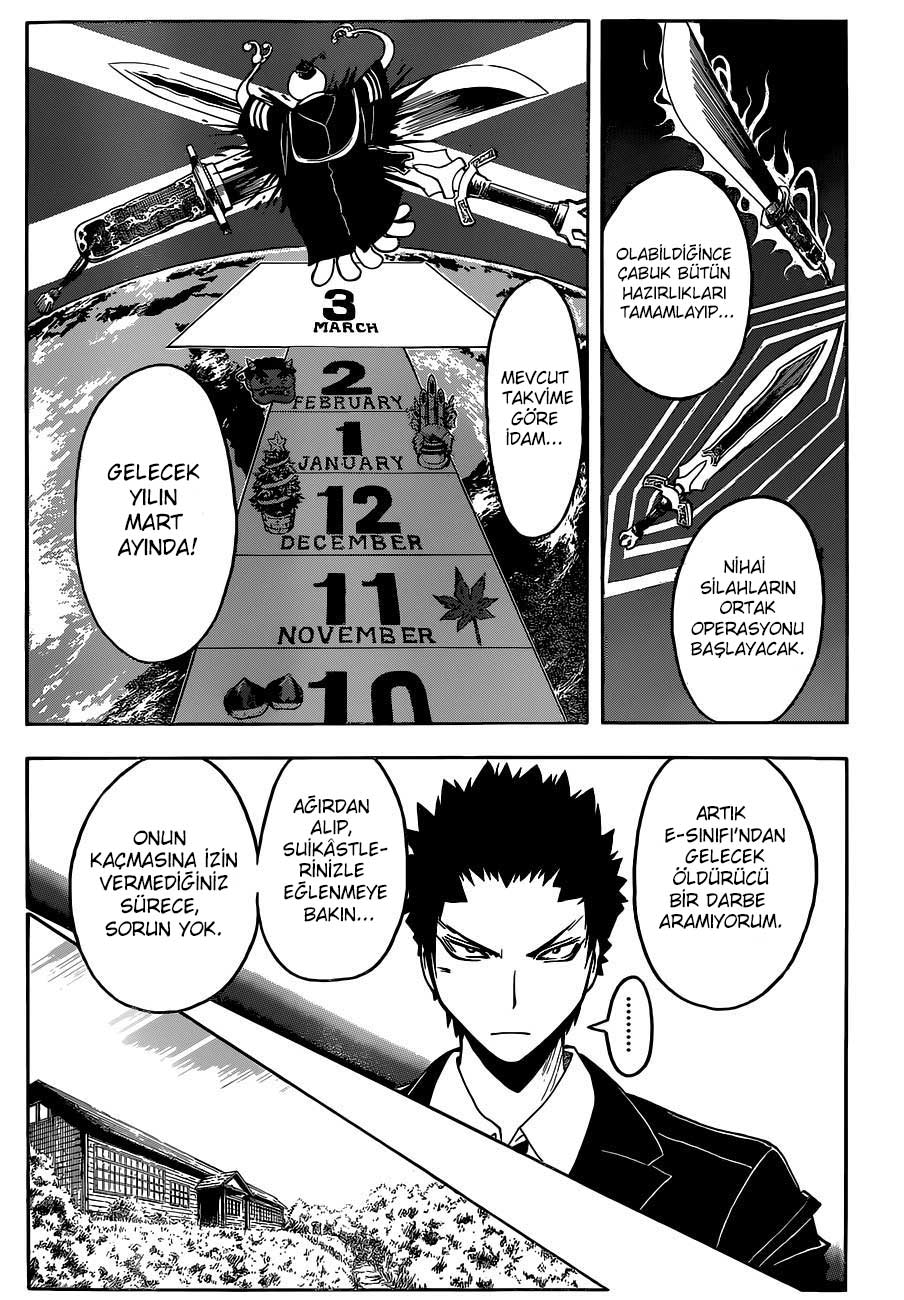 OLABİLDİĞİNCE
ÇABUK BÜTÜN
HAZIRLIKLARI
TAMAMLAYIP...
NİHAİ
SİLAHLARIN
ORTAK
OPERASYONU
BAŞLAYACAK.
MEVCUT
TAKVİME
GÖRE
İDAM...
GELECEK
YILIN
MART
AYINDA!
3
MARCH
2
FEBRUARY
1
JANUARY
12
DECEMBER
11
NOVEMBER
10
ARTIK
E-SINIFI'NDAN
GELECEK
ÖLDÜRÜCÜ
BİR DARBE
ARAMIYORUM.
........
AĞIRDAN
ALIP,
SUİKÂSTLE-
RİNİZLE
EĞLENMEYE
BAKIN...
ONUN
KAÇMASINA İZİN
VERMEDİĞİNİZ
SÜRECE,
SORUN YOK.